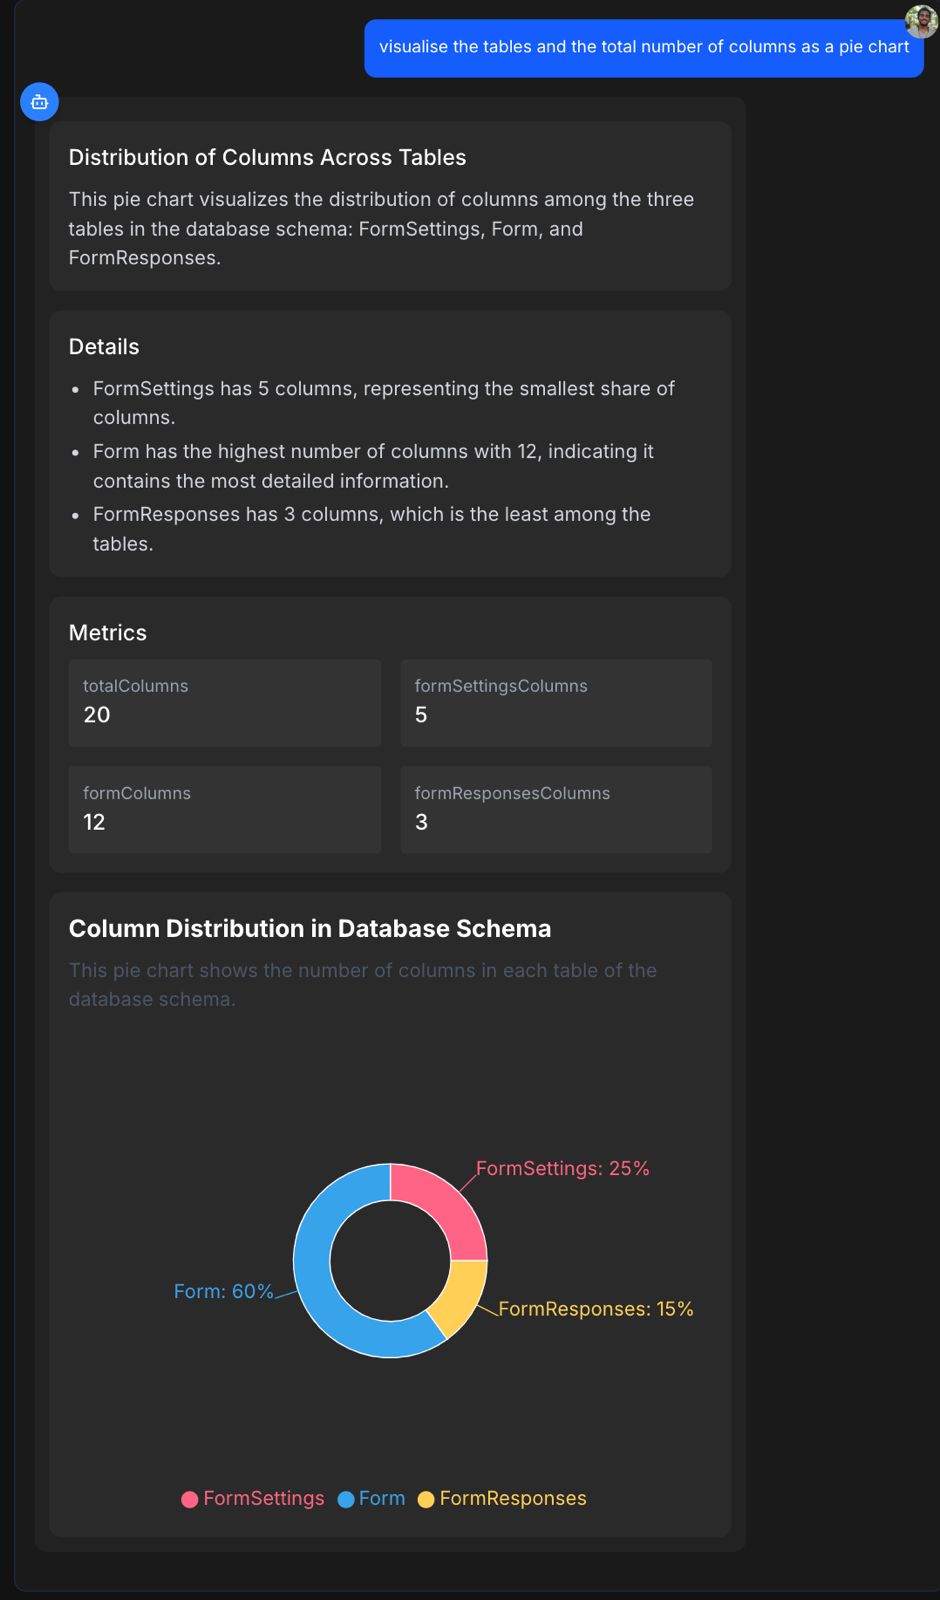 visualise the tables and the total number of columns as a pie chart
Distribution of Columns Across Tables
This pie chart visualizes the distribution of columns among the three
tables in the database schema: FormSettings, Form, and
FormResponses.
Details
• FormSettings has 5 columns, representing the smallest share of
columns.
• Form has the highest number of columns with 12, indicating it
contains the most detailed information.
• FormResponses has 3 columns, which is the least among the
tables.
Metrics
totalColumns
20
formSettingsColumns
5
formColumns
12
formResponsesColumns
3
Column Distribution in Database Schema
This pie chart shows the number of columns in each table of the
database schema.
FormSettings: 25%
Form: 60%
FormResponses: 15%
FormSettings Form FormResponses